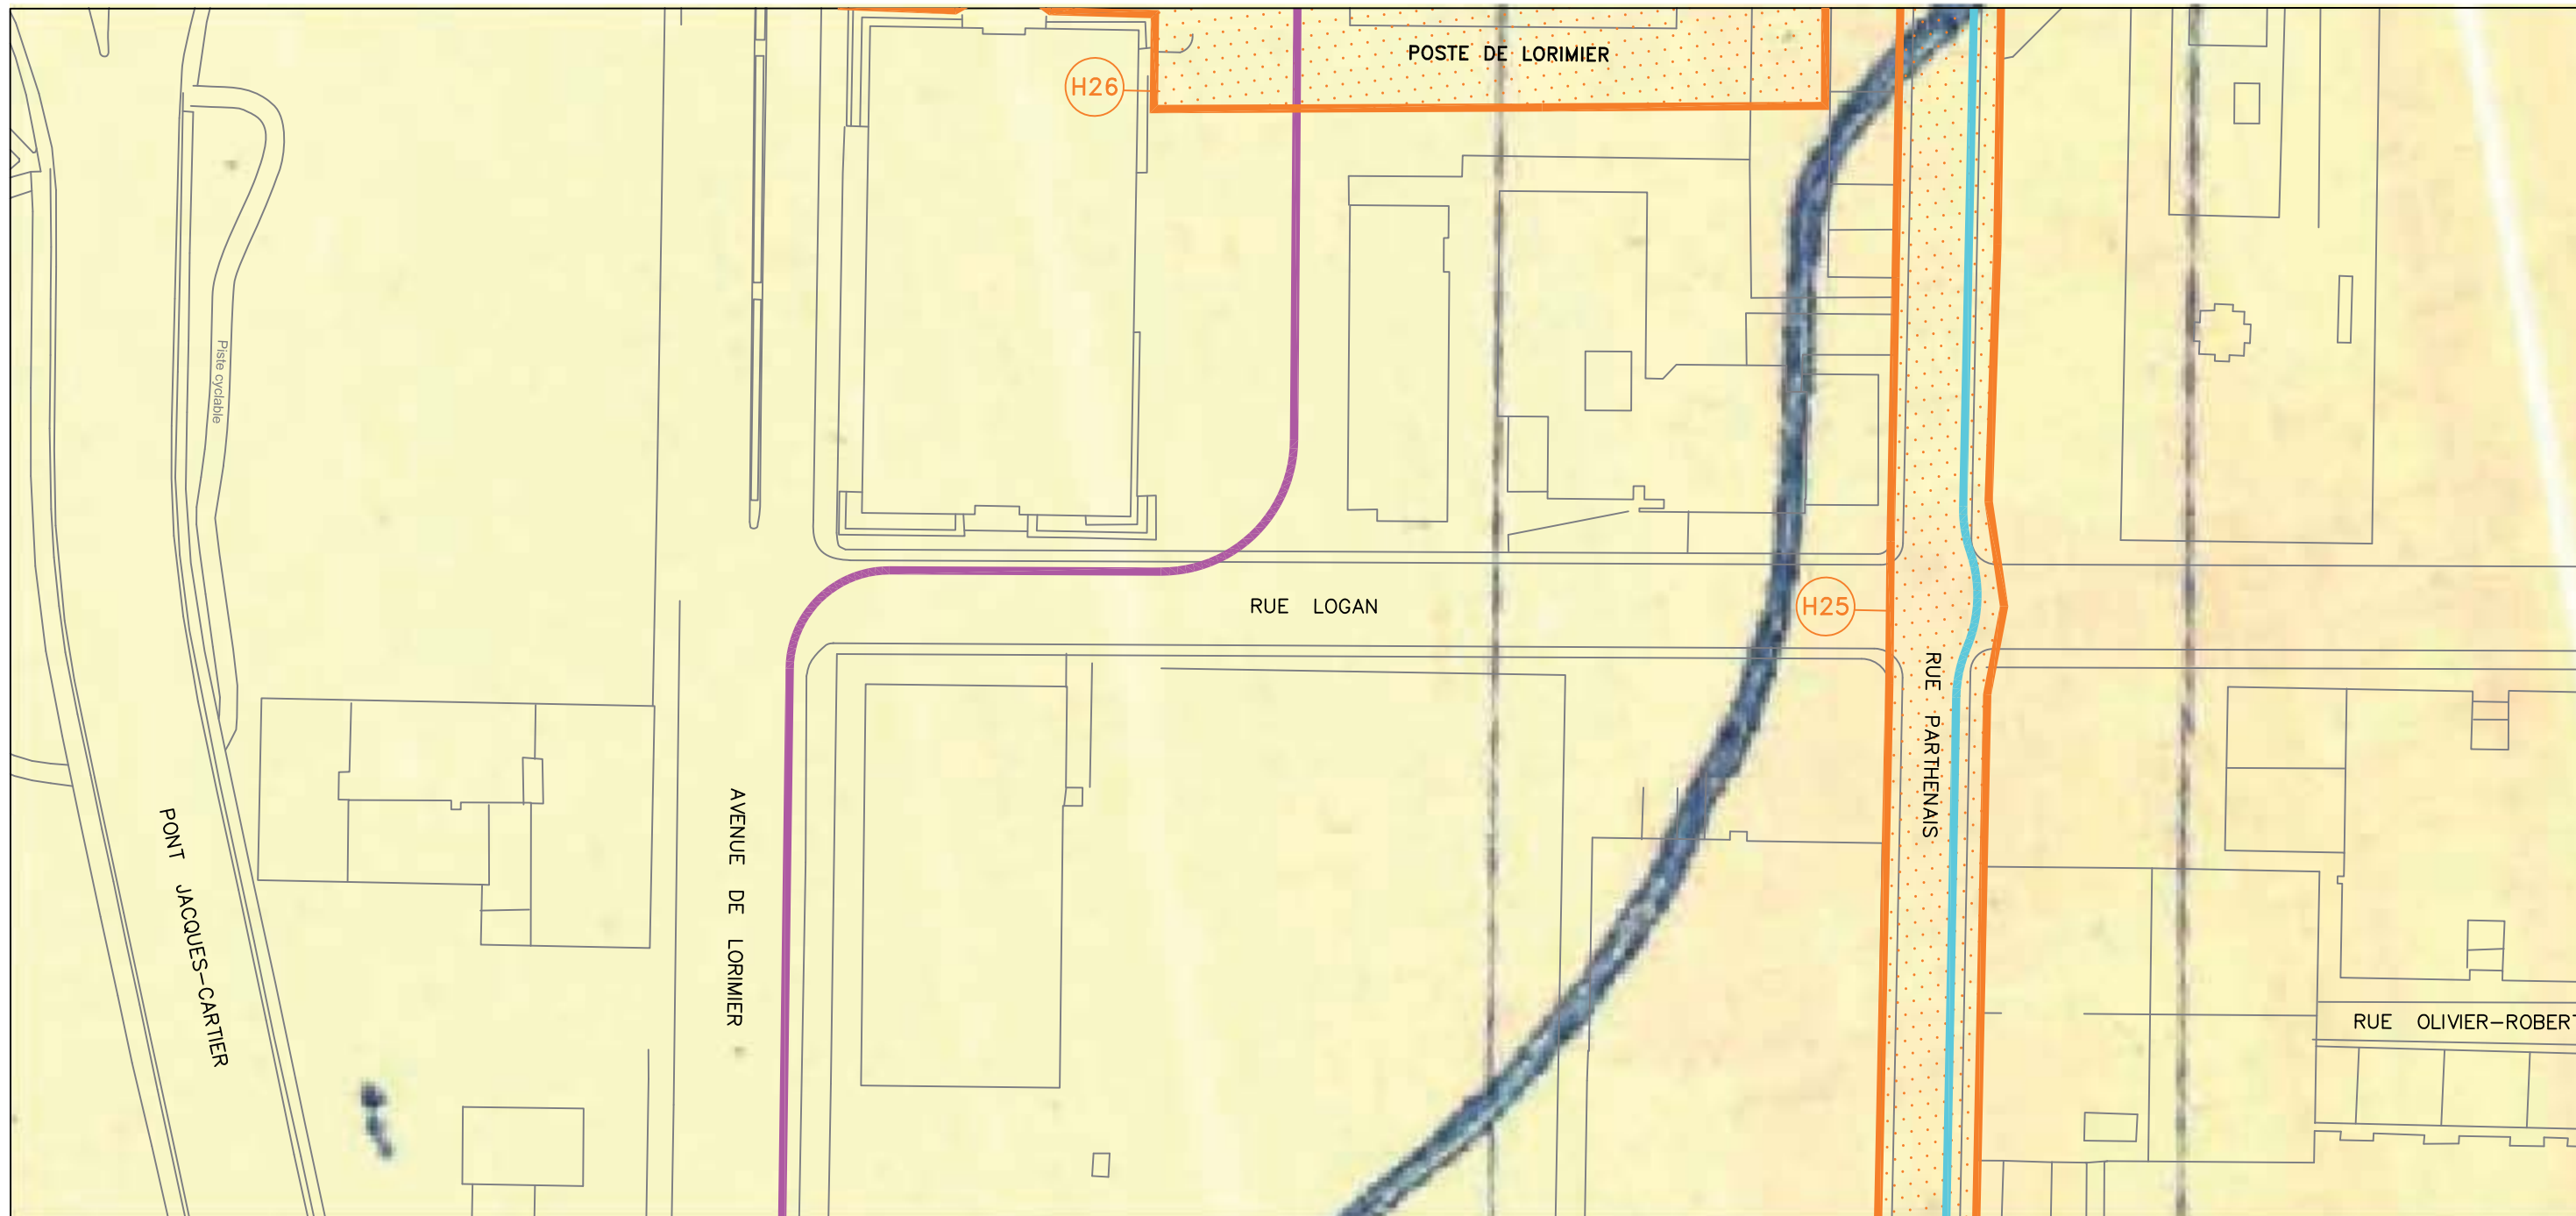 POSTE DE LORIMIER
H26
Piste cyclable
RUE LOGAN
H25
RUE PARTHENAIS
AVENUE DE LORIMIER
PONT JACQUES-CARTIER
RUE OLIVIER-ROBERT